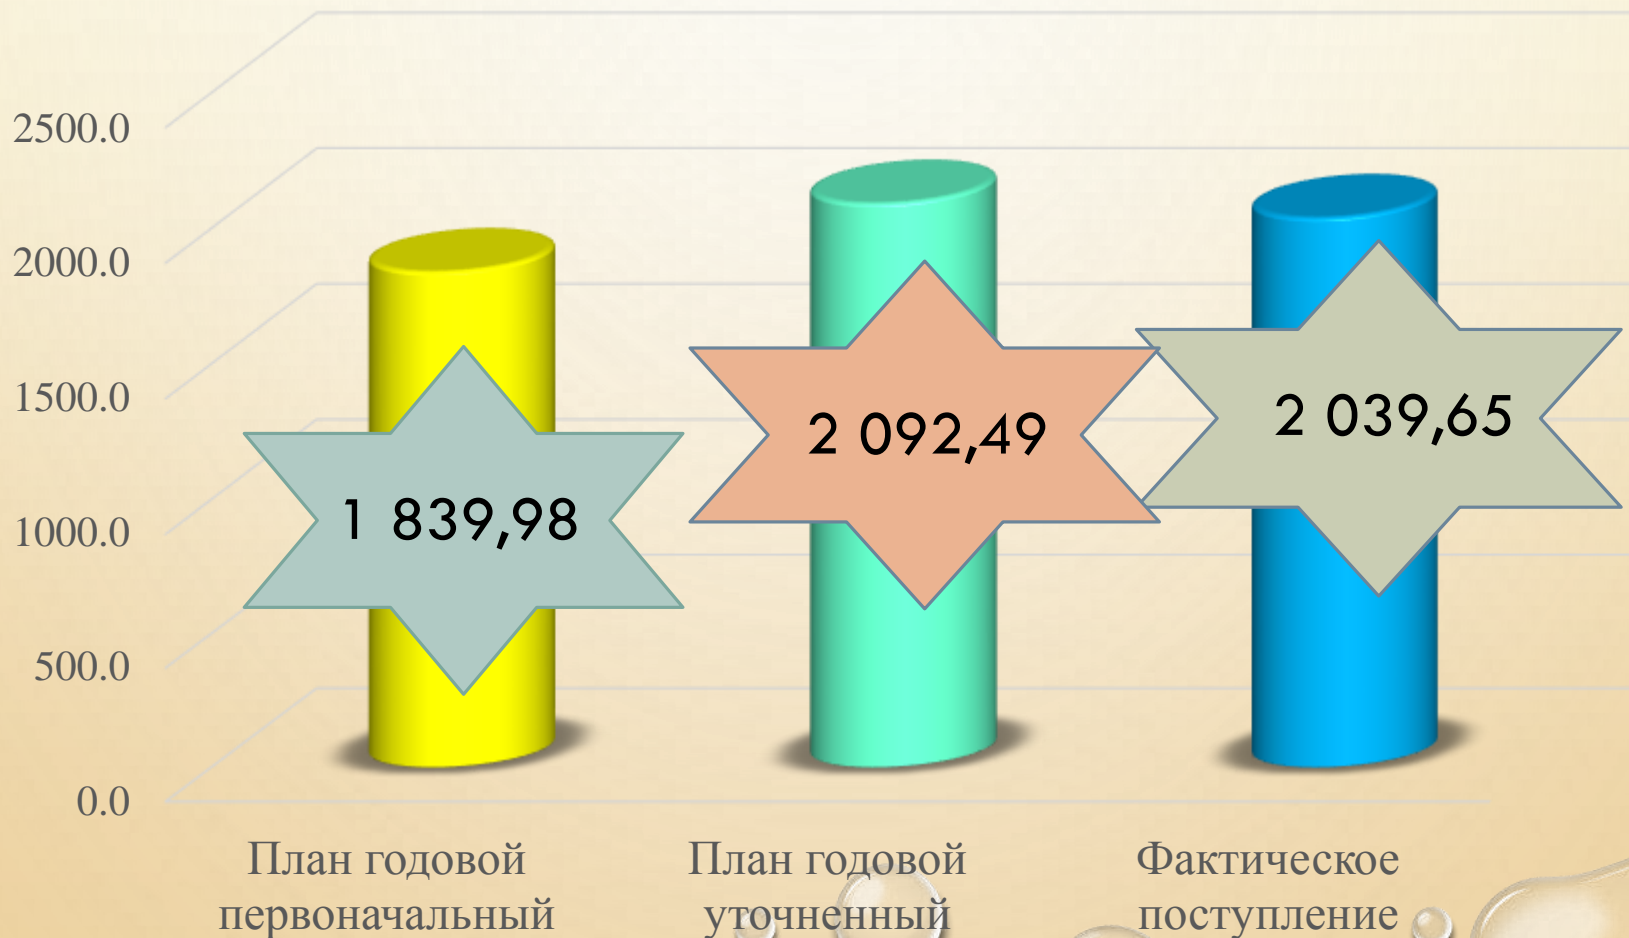 2500.0
2000.0
1500.0
1000.0
500.0
0.0
1 839,98
2 092,49
2 039,65
План годовой
первоначальный
План годовой
уточненный
Фактическое
поступление